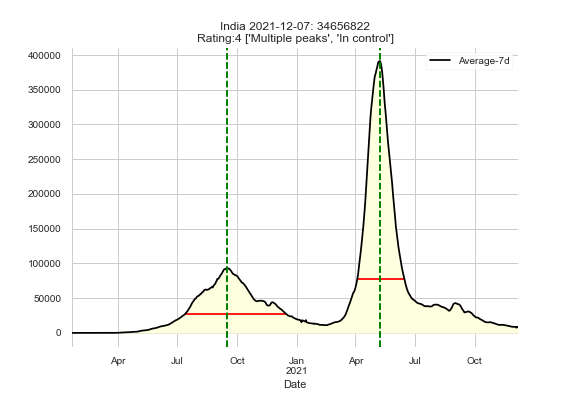 India 2021-12-07: 34656822
Rating:4 ['Multiple peaks', 'In control']
Average-7d
400000
350000
300000
250000
200000
150000
100000
50000
0
Apr Jul Oct Jan Apr Jul Oct
2021
Date